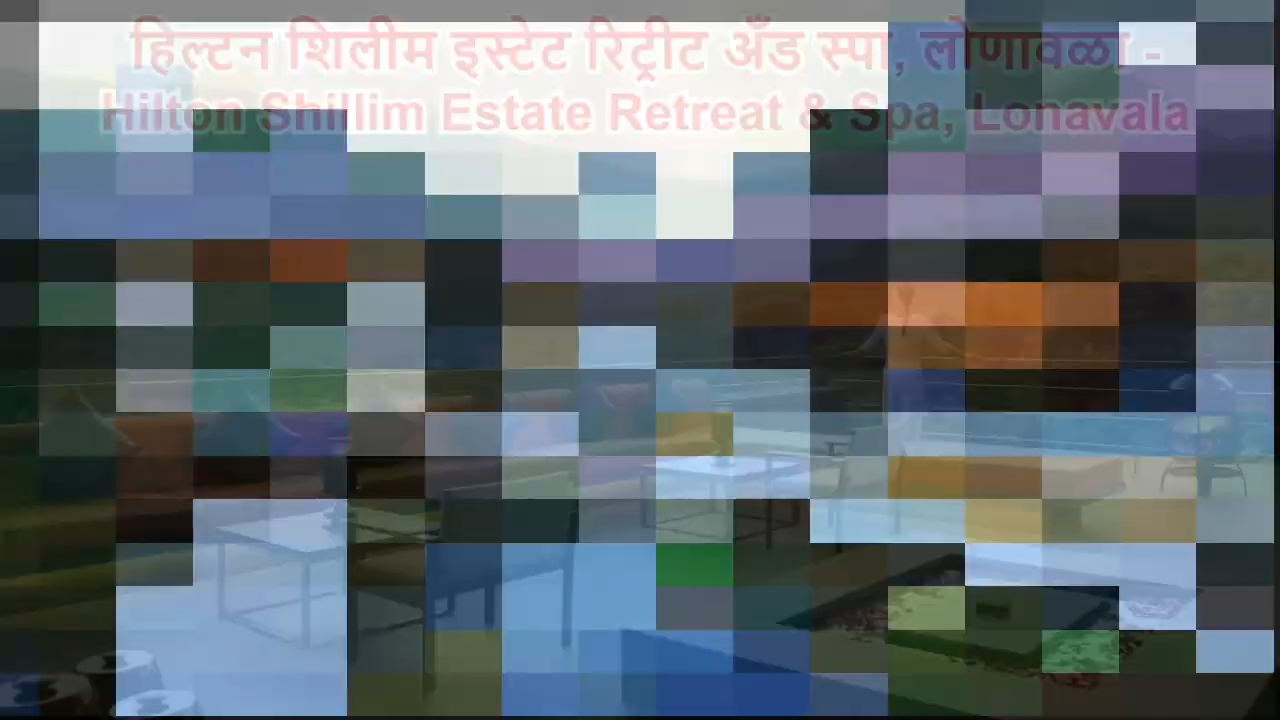 हिल्टन शिलीम इस्टेट रिट्रीट अँड स्पा, लोणावळा -
Hilton Shillim Estate Retreat & Spa, Lonavala